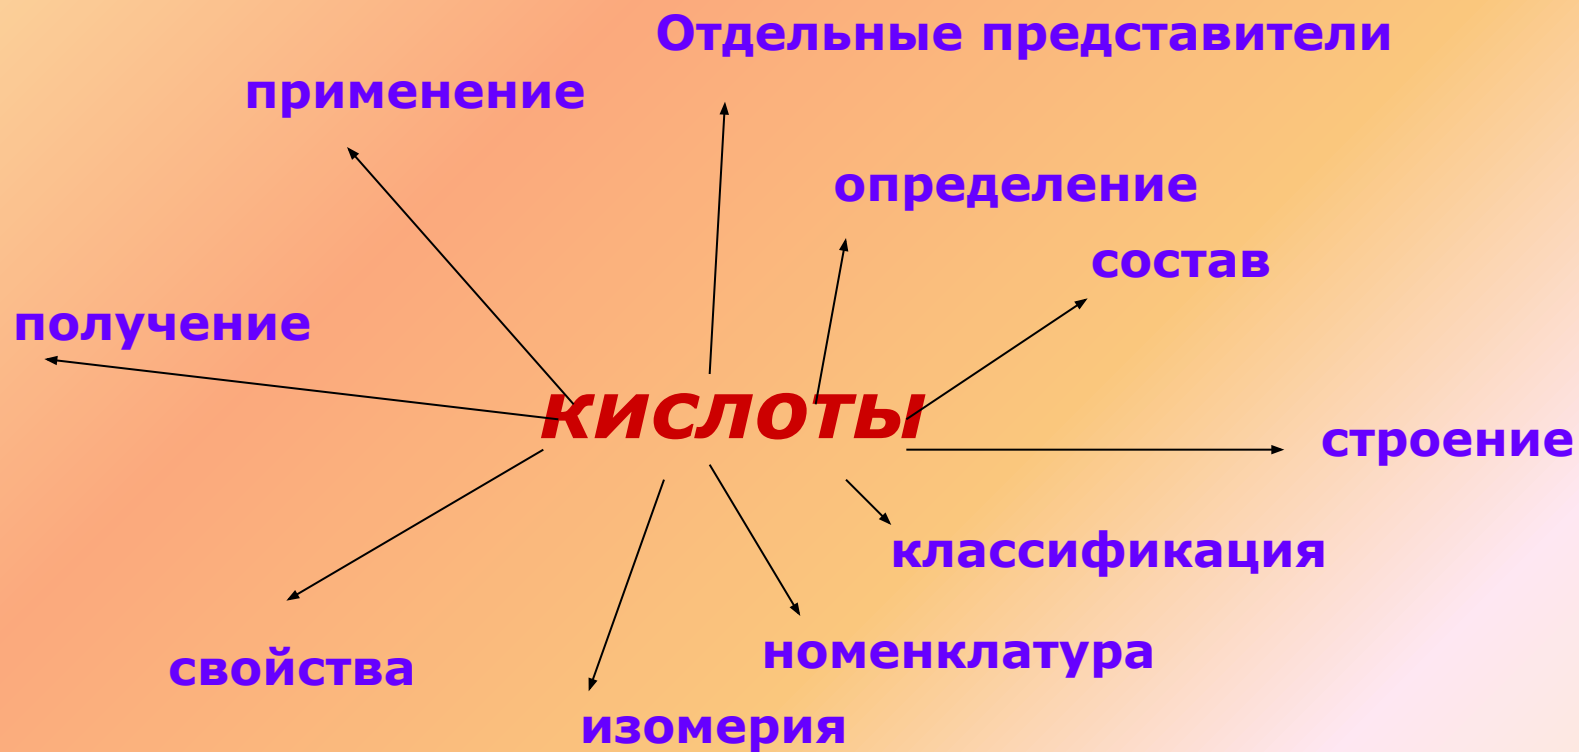 Отдельные представители
применение
определение
состав
получение
кислоты
строение
классификация
номенклатура
свойства
изомерия